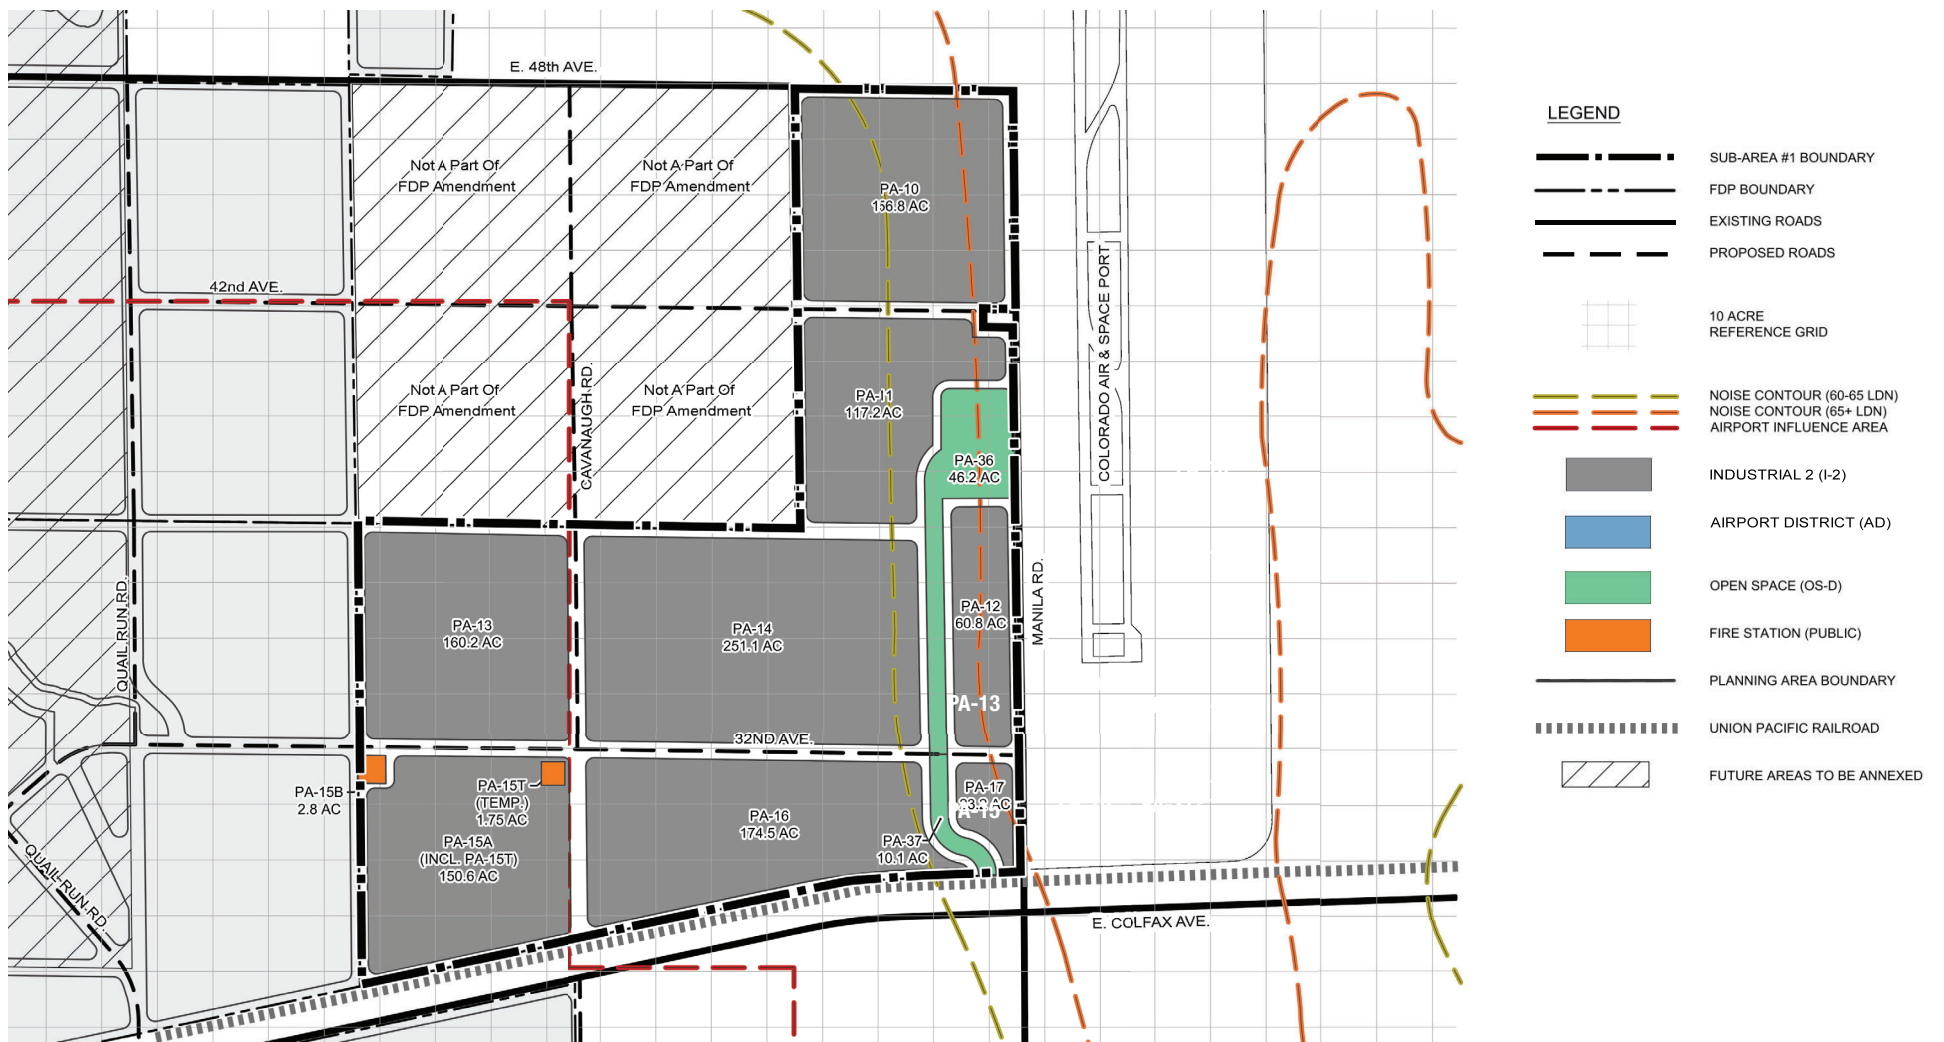 E. 48th AVE.
Not A Part Of
FDP Amendment
Not A Part Of
FDP Amendment
PA-10
156.8 AC
42nd AVE.
Not A Part Of
FDP Amendment
Not A Part Of
FDP Amendment
CAVANAUGH RD.
PA-11
117.2 AC
PA-36
46.2 AC
COLORADO AIR & SPACE PORT
QUAIL RUN RD.
PA-13
160.2 AC
PA-14
251.1 AC
PA-12
60.8 AC
MANILA RD.
PA-13
32ND AVE.
PA-15B
2.8 AC
PA-15T
(TEMP.)
1.75 AC
PA-15A
(INCL. PA-15T)
150.6 AC
PA-16
174.5 AC
PA-17
AC
PA-15
PA-37
10.1 AC
QUAIL RUN RD.
E. COLFAX AVE.
LEGEND
SUB-AREA #1 BOUNDARY
FDP BOUNDARY
EXISTING ROADS
PROPOSED ROADS
10 ACRE
REFERENCE GRID
NOISE CONTOUR (60-65 LDN)
NOISE CONTOUR (65+ LDN)
AIRPORT INFLUENCE AREA
INDUSTRIAL 2 (I-2)
AIRPORT DISTRICT (AD)
OPEN SPACE (OS-D)
FIRE STATION (PUBLIC)
PLANNING AREA BOUNDARY
UNION PACIFIC RAILROAD
FUTURE AREAS TO BE ANNEXED